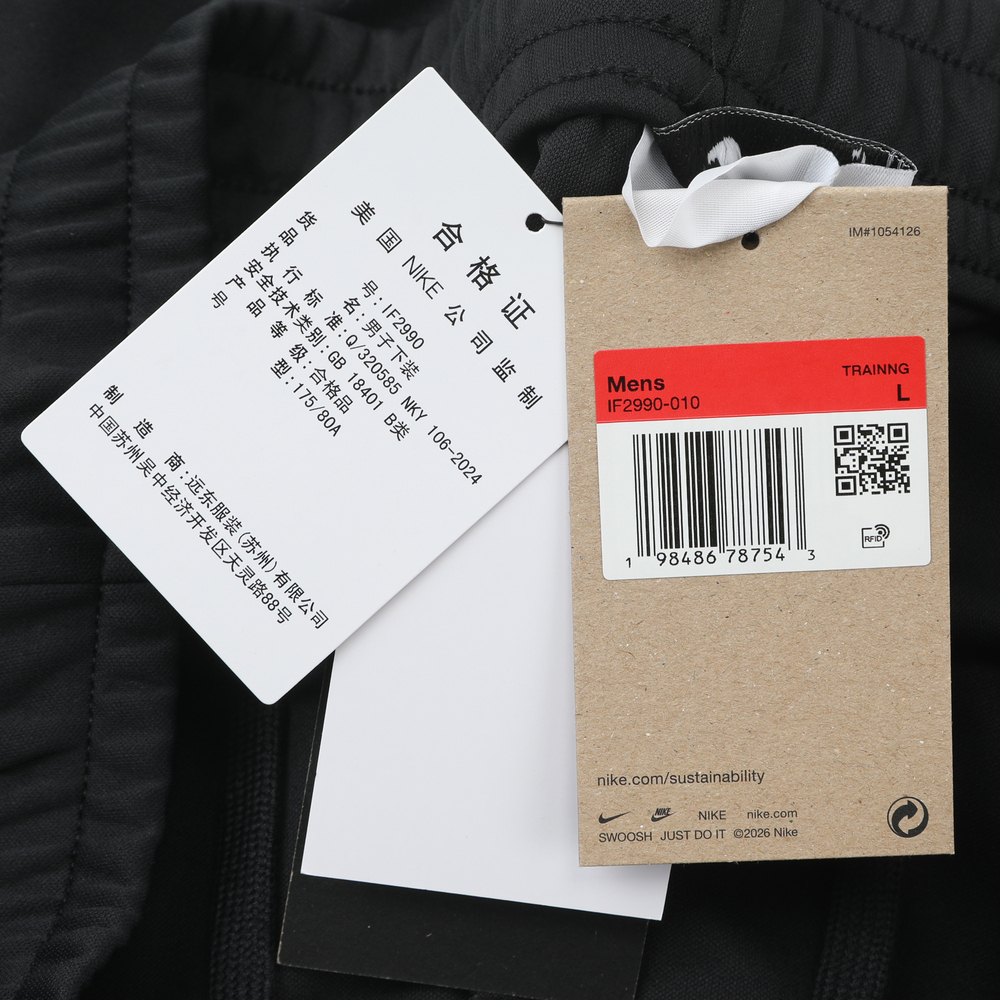 合格证
美国NIKE公司监制
货号：IF2990
品名：男子下装
执行标准：Q/320585 NKY 106-2024
安全技术类别：GB 18401 B类
产品等级：合格品
号型：175/80A
制造商：远东服装(苏州)有限公司
中国苏州吴中经济开发区天灵路88号
IM#1054126
Mens
TRAINNG
IF2990-010
L
1 98486 78754 3
RFID
nike.com/sustainability
NIKE NIKE nike.com
SWOOSH JUST DO IT ©2026 Nike